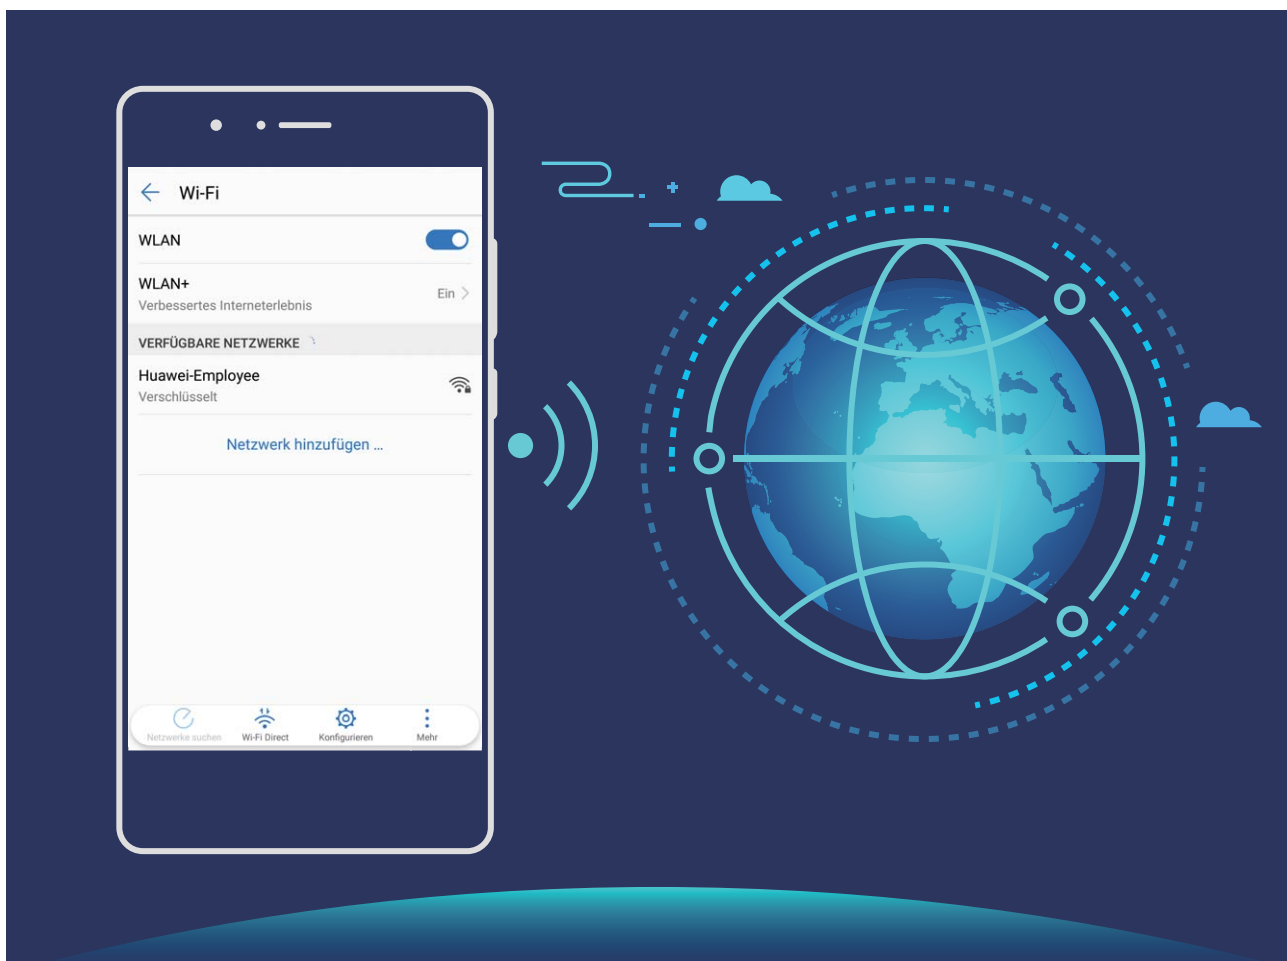 Wi-Fi
WLAN
WLAN+
Verbessertes Interneterlebnis
Ein
VERFÜGBARE NETZWERKE
Huawei-Employee
Verschlüsselt
Netzwerk hinzufügen ...
Netzwerke suchen
Wi-Fi Direct
Konfigurieren
Mehr